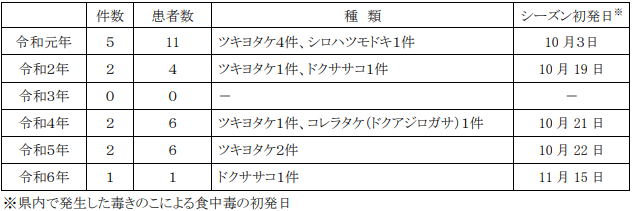 件数 患者数 種 類 シーズン初発日※
令和元年 5 11 ツキヨタケ4件、シロハツモドキ1件 10月3日
令和2年 2 4 ツキヨタケ1件、ドクササコ1件 10月19日
令和3年 0 0 － －
令和4年 2 6 ツキヨタケ1件、コレラタケ(ドクアジロガサ)1件 10月21日
令和5年 2 6 ツキヨタケ2件 10月22日
令和6年 1 1 ドクササコ1件 11月15日
※県内で発生した毒きのこによる食中毒の初発日